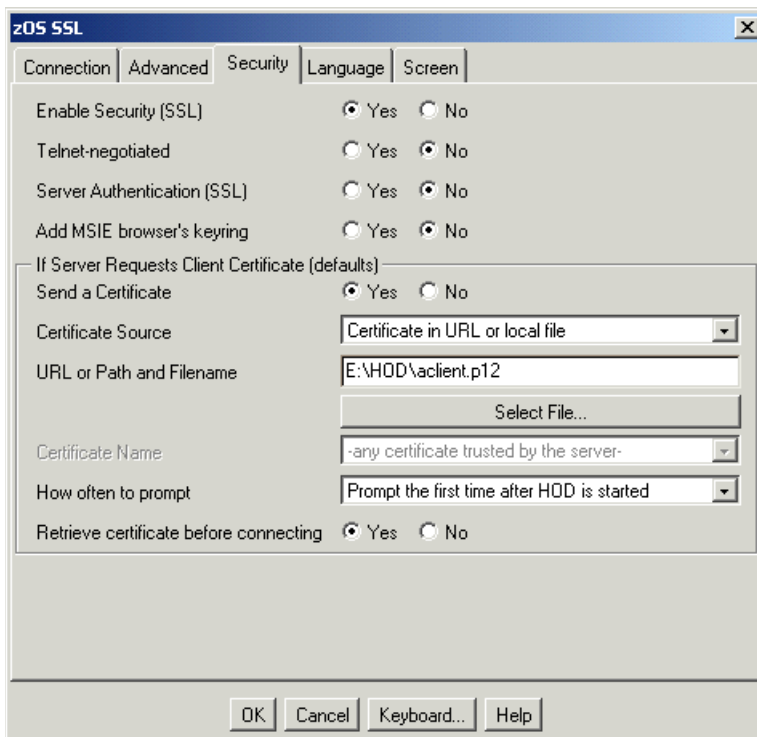 zOS SSL
Connection Advanced Security Language Screen
Enable Security (SSL) Yes No
Telnet-negotiated Yes No
Server Authentication (SSL) Yes No
Add MSIE browser's keyring Yes No
If Server Requests Client Certificate (defaults)
Send a Certificate Yes No
Certificate Source Certificate in URL or local file
URL or Path and Filename E:\HOD\aclient.p12
Select File...
Certificate Name -any certificate trusted by the server-
How often to prompt Prompt the first time after HOD is started
Retrieve certificate before connecting Yes No
OK Cancel Keyboard... Help